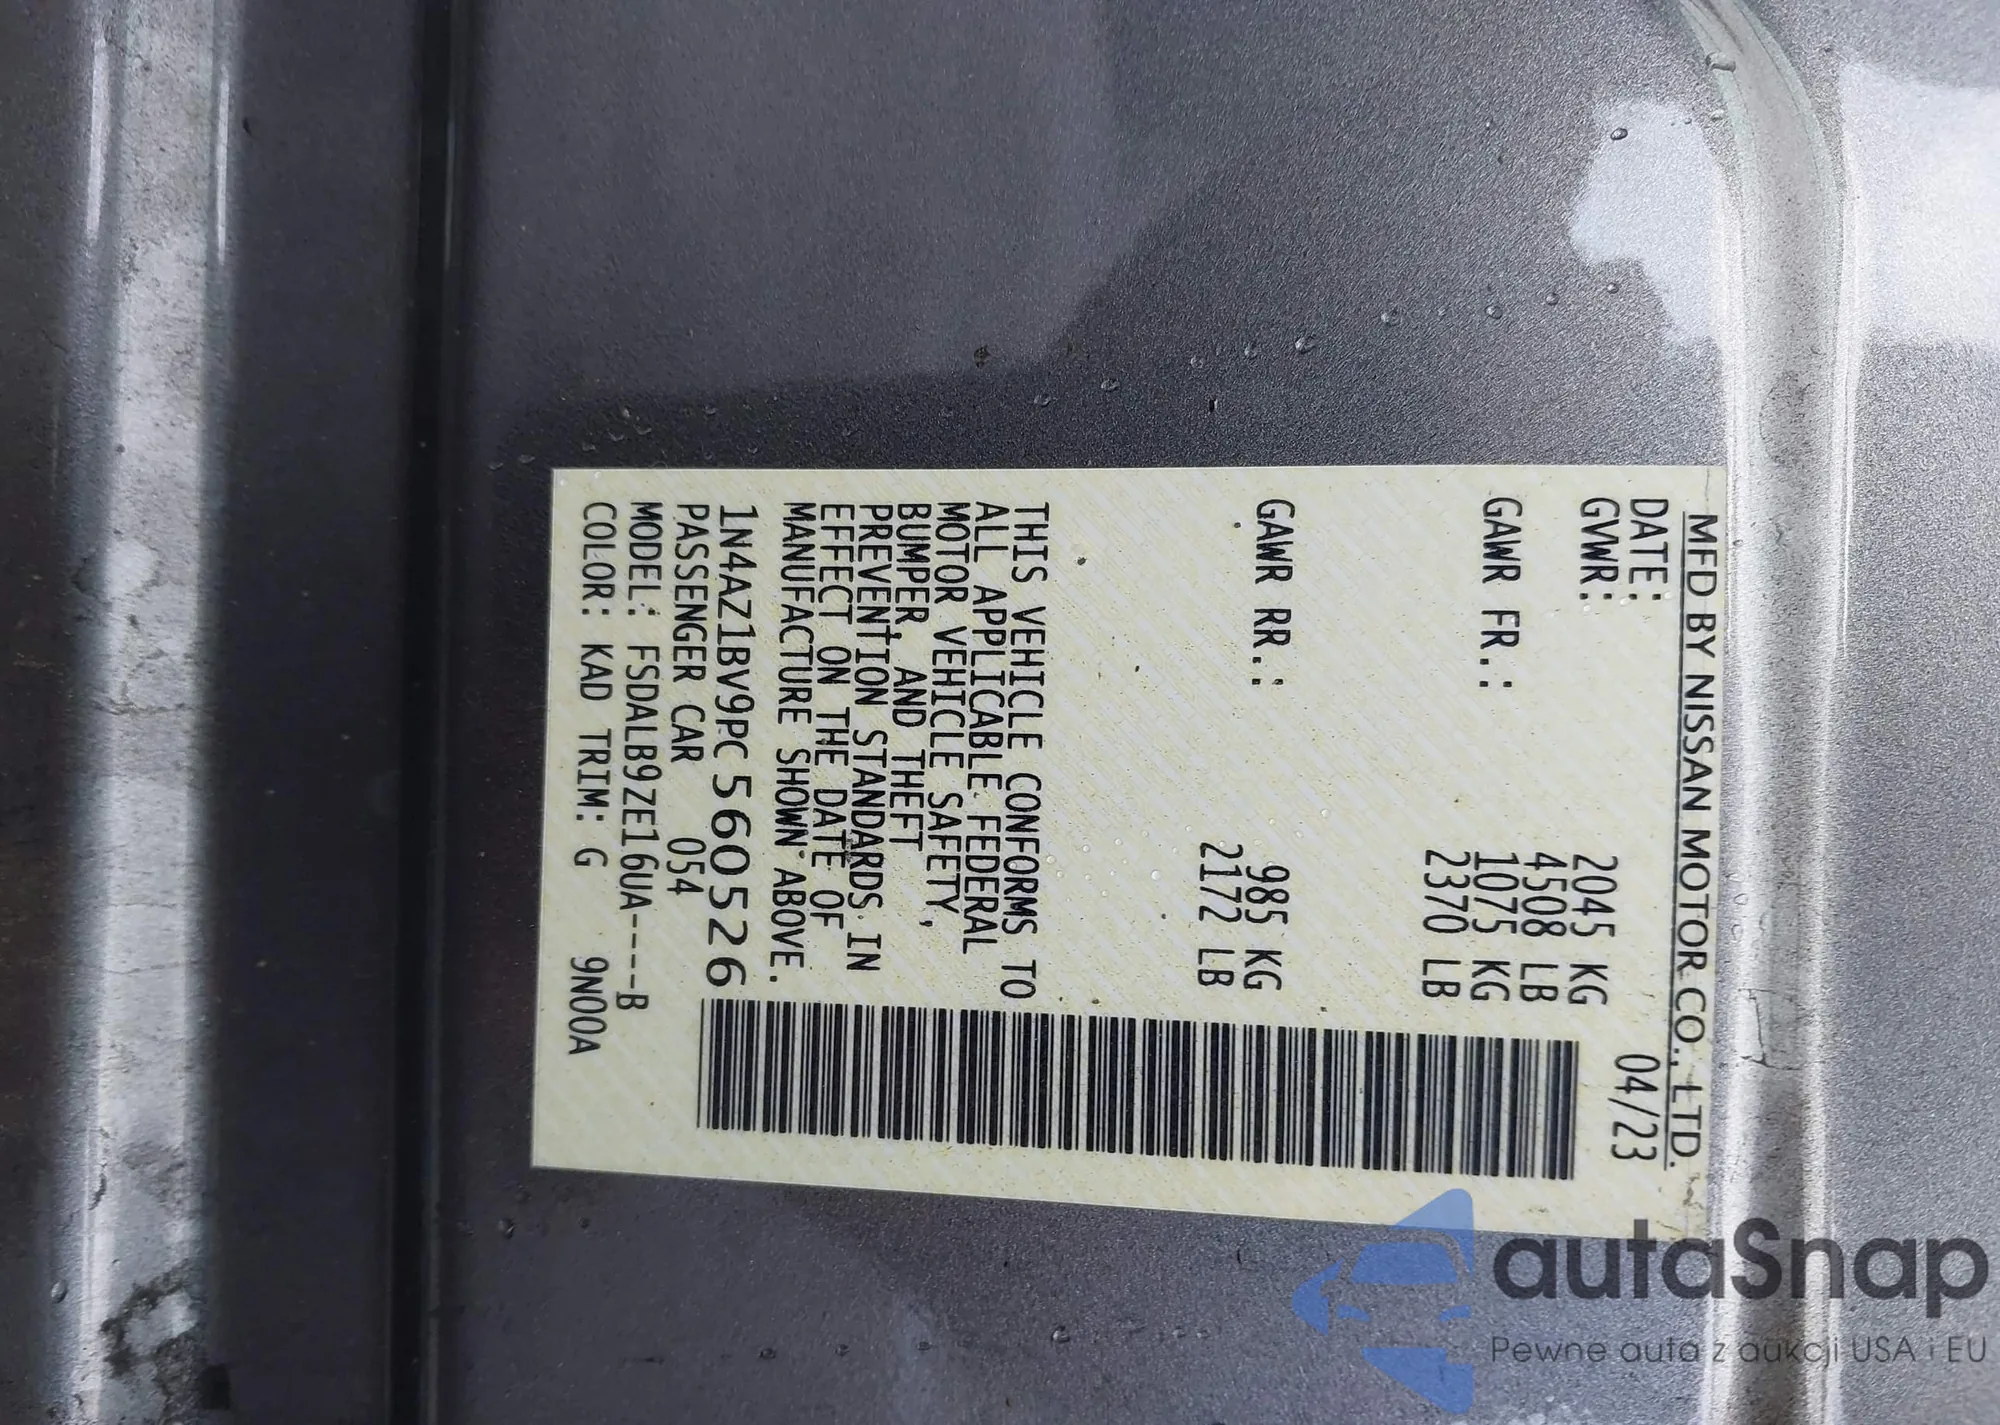 MFD BY NISSAN MOTOR CO., LTD.
DATE: 04/23
GVWR: 2045 KG
4508 LB
GAWR FR.: 1075 KG
2370 LB
GAWR RR.: 985 KG
2172 LB
THIS VEHICLE CONFORMS TO
ALL APPLICABLE FEDERAL
MOTOR VEHICLE SAFETY,
BUMPER, AND THEFT
PREVENTION STANDARDS IN
EFFECT ON THE DATE OF
MANUFACTURE SHOWN ABOVE.
1N4AZ1BV9PC560526
PASSENGER CAR 054
MODEL: FSDALB9ZE16UA----B
COLOR: KAD TRIM: G 9N00A
autaSnap
Pewne auta z aukcji USA i EU